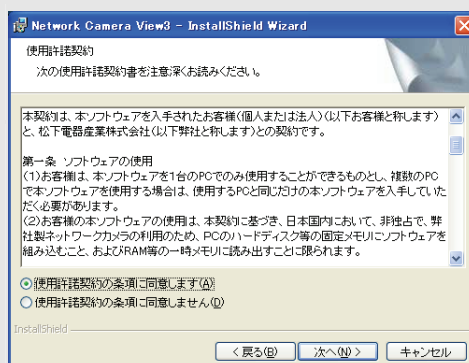 Network Camera View3 - InstallShield Wizard
使用許諾契約
次の使用許諾契約書を注意深くお読みください。
本契約は、本ソフトウェアを入手されたお客様(個人または法人)(以下お客様と称します)
と、松下電器産業株式会社(以下弊社と称します)との契約です。
第一条 ソフトウェアの使用
(1)お客様は、本ソフトウェアを1台のPCでのみ使用することができるものとし、複数のPC
で本ソフトウェアを使用する場合は、使用するPCと同じだけの本ソフトウェアを入手していた
だく必要があります。
(2)お客様の本ソフトウェアの使用は、本契約に基づき、日本国内において、非独占で、弊
社製ネットワークカメラの利用のため、PCのハードディスク等の固定メモリにソフトウェアを
組み込むこと、およびRAM等の一時メモリに読み出すことに限られます。
使用許諾契約の条項に同意します(A)
使用許諾契約の条項に同意しません(D)
InstallShield
< 戻る(B)
次へ(N) >
キャンセル